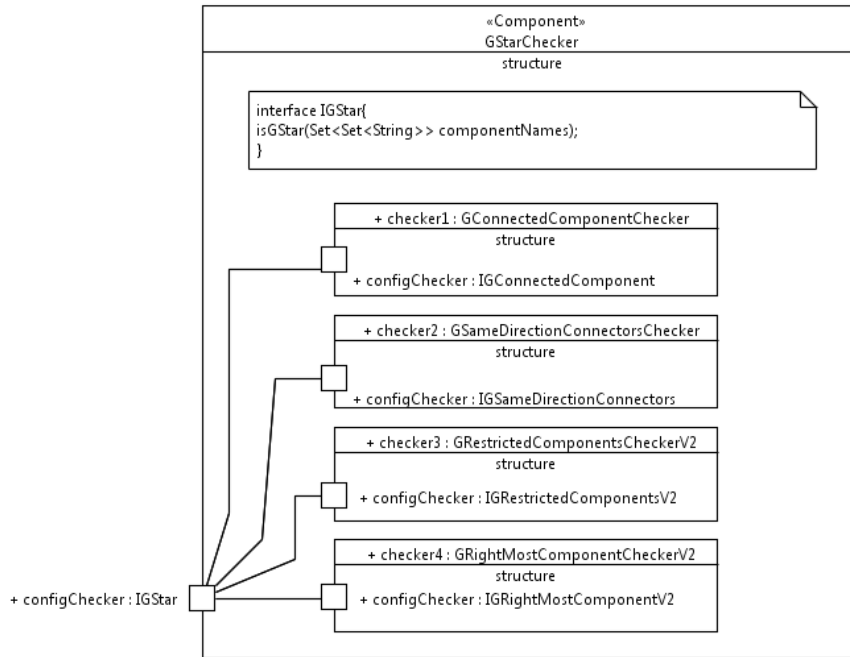 «Component»
GStarChecker
structure
interface IGStar{
isGStar(Set<Set<String>> componentNames);
}
+ checker1 : GConnectedComponentChecker
structure
+ configChecker : IGConnectedComponent
+ checker2 : GSameDirectionConnectorsChecker
structure
+ configChecker : IGSameDirectionConnectors
+ checker3 : GRestrictedComponentsCheckerV2
structure
+ configChecker : IGRestrictedComponentsV2
+ checker4 : GRightMostComponentCheckerV2
structure
+ configChecker : IGRightMostComponentV2
+ configChecker : IGStar